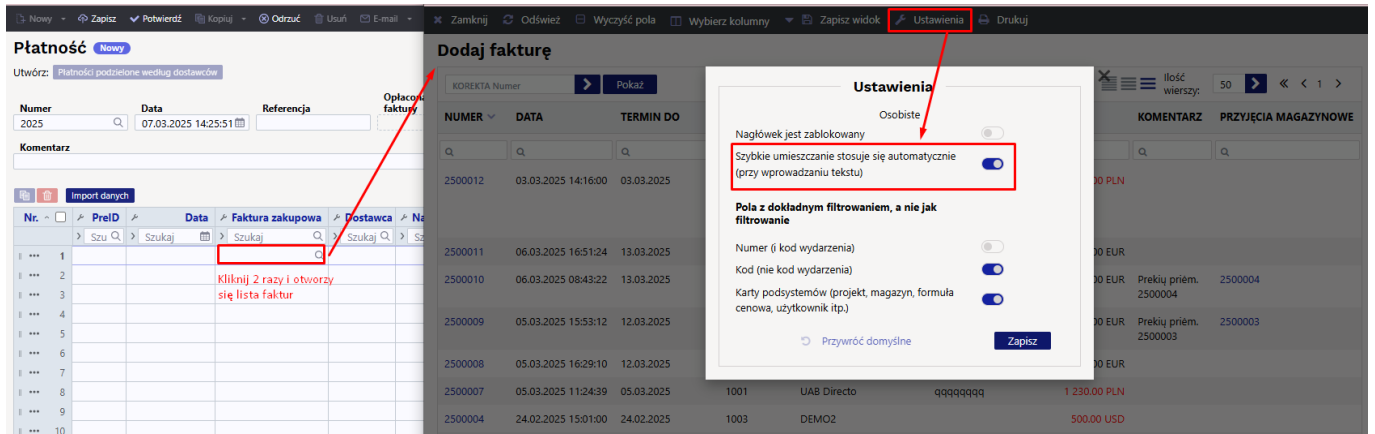 Nowy
Zapisz
Potwierdź
Kopiuj
Odrzuć
Usuń
E-mail
Płatność Nowy
Utwórz: Płatności podzielone według dostawców
Numer
Data
Referencja
Opłacona
faktury
2025
07.03.2025 14:25:51
Komentarz
Import danych
Nr. PreID Data Faktura zakupowa Dostawca
Szu Szukaj Szukaj Szukaj
1
Kliknij 2 razy i otworzy
się lista faktur
2
3
4
5
6
7
8
9
10
Zamknij
Odśwież
Wyczyść pola
Wybierz kolumny
Zapisz widok
Ustawienia
Drukuj
Dodaj fakturę
KOREKTA Numer
Pokaż
Ilość
wierszy:
50
1
NUMER DATA TERMIN DO KOMENTARZ PRZYJĘCIA MAGAZYNOWE
2500012 03.03.2025 14:16:00 03.03.2025 00 PLN
2500011 06.03.2025 16:51:24 13.03.2025 00 EUR
2500010 06.03.2025 08:43:22 13.03.2025 00 EUR Prekių priėm. 2500004
2500004
2500009 05.03.2025 15:53:12 12.03.2025 00 EUR Prekių priėm. 2500003
2500003
2500008 05.03.2025 16:29:10 12.03.2025 00 EUR
2500007 05.03.2025 11:24:39 05.03.2025 1001 UAB Directo qqqqqqqq 1 230.00 PLN
2500004 24.02.2025 15:01:00 24.02.2025 1003 DEMO2 500.00 USD
Ustawienia
Osobiste
Nagłówek jest zablokowany
Szybkie umieszczanie stosuje się automatycznie
(przy wprowadzaniu tekstu)
Pola z dokładnym filtrowaniem, a nie jak
filtrowanie
Numer (i kod wydarzenia)
Kod (nie kod wydarzenia)
Karty podsystemów (projekt, magazyn, formuła
cenowa, użytkownik itp.)
Przywróć domyślne
Zapisz